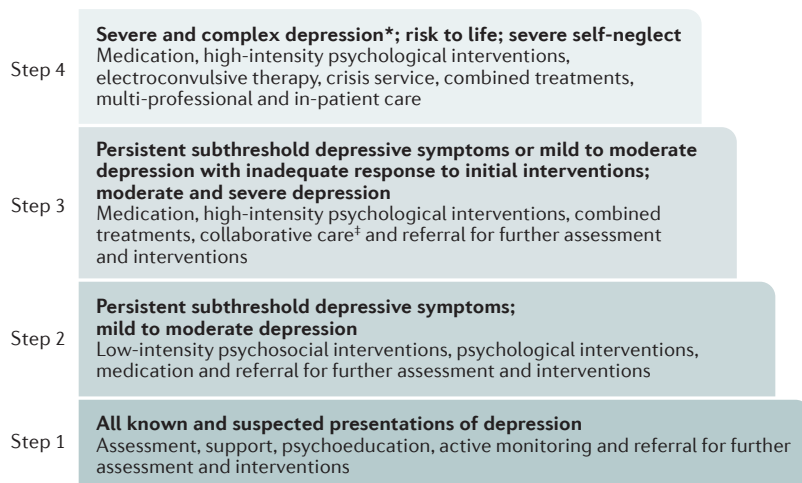 Step 4
Severe and complex depression*; risk to life; severe self-neglect
Medication, high-intensity psychological interventions,
electroconvulsive therapy, crisis service, combined treatments,
multi-professional and in-patient care
Step 3
Persistent subthreshold depressive symptoms or mild to moderate
depression with inadequate response to initial interventions;
moderate and severe depression
Medication, high-intensity psychological interventions, combined
treatments, collaborative care‡ and referral for further assessment
and interventions
Step 2
Persistent subthreshold depressive symptoms;
mild to moderate depression
Low-intensity psychosocial interventions, psychological interventions,
medication and referral for further assessment and interventions
Step 1
All known and suspected presentations of depression
Assessment, support, psychoeducation, active monitoring and referral for further
assessment and interventions